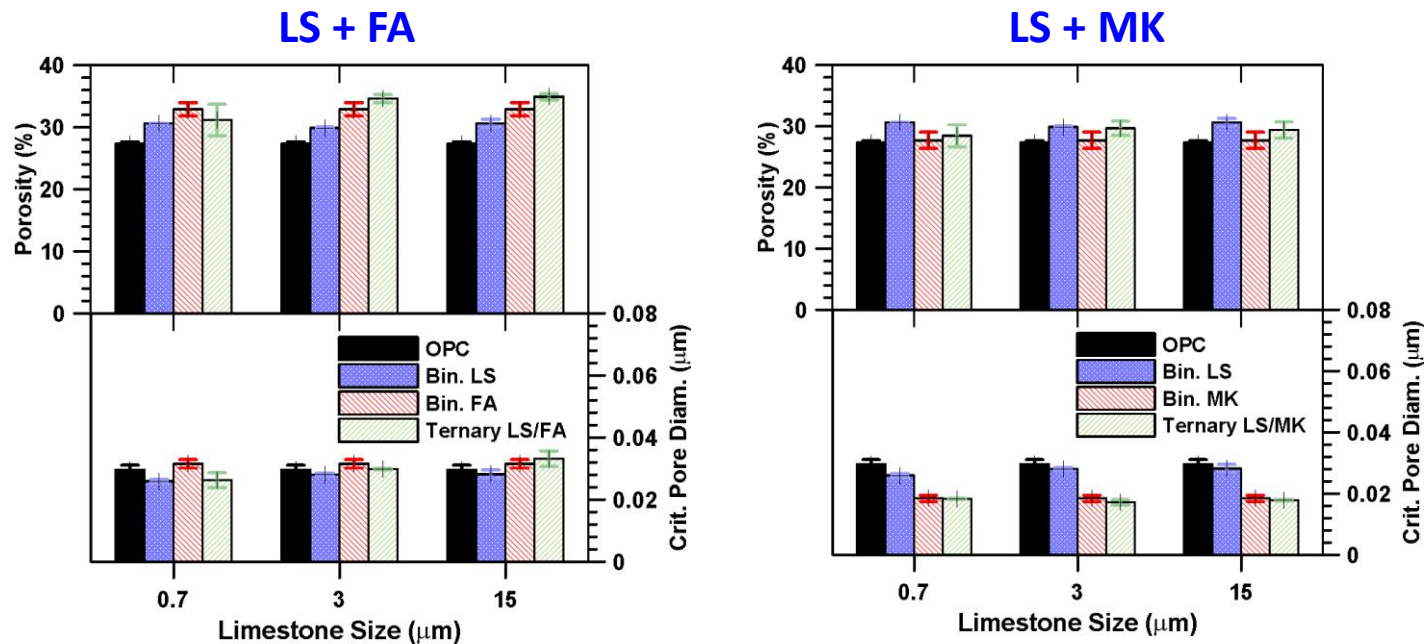 LS + FA
40
30
20
10
0
Porosity (%)
0.08
0.06
0.04
0.02
0
Crit. Pore Diam. (μm)
OPC
Bin. LS
Bin. FA
Ternary LS/FA
0.7 3 15
Limestone Size (μm)
LS + MK
40
30
20
10
0
Porosity (%)
0.08
0.06
0.04
0.02
0
Crit. Pore Diam. (μm)
OPC
Bin. LS
Bin. MK
Ternary LS/MK
0.7 3 15
Limestone Size (μm)